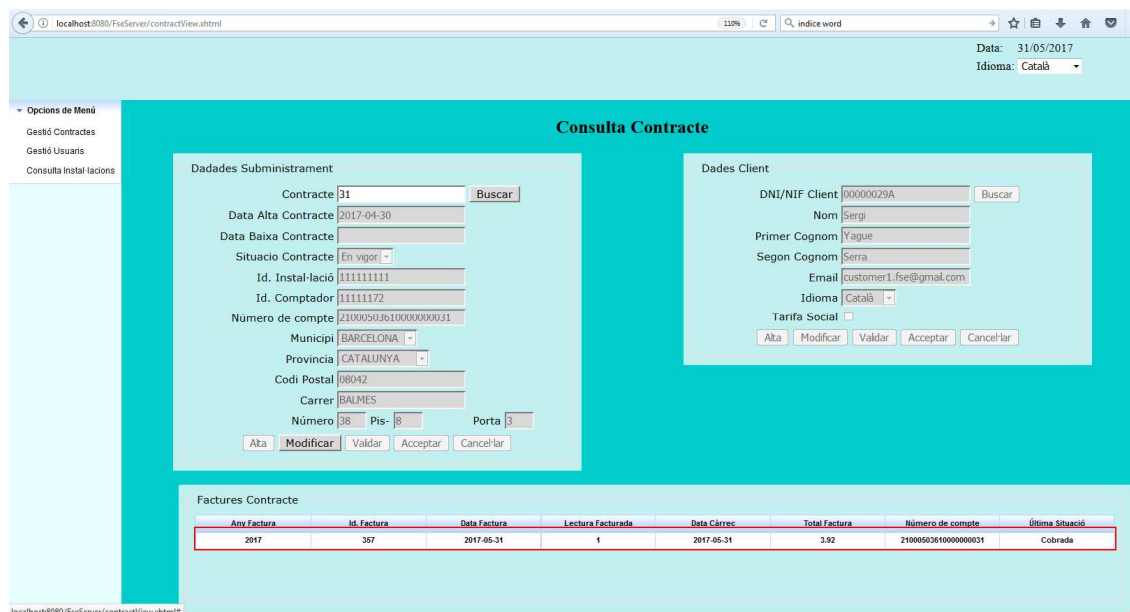 localhost:8080/FseServer/contractView.xhtml 110% indice word
Data: 31/05/2017
Idioma: Català
Opcions de Menú
Gestió Contractes
Gestió Usuaris
Consulta Instal·lacions
Consulta Contracte
Dadades Subministrament
Contracte 31 Buscar
Data Alta Contracte 2017-04-30
Data Baixa Contracte
Situacio Contracte En vigor
Id. Instal·lació 111111111
Id. Comptador 11111172
Número de compte 21000503610000000031
Municipi BARCELONA
Provincia CATALUNYA
Codi Postal 08042
Carrer BALMES
Número 38 Pis- 8 Porta 3
Alta Modificar Validar Acceptar Cancel·lar
Dades Client
DNI/NIF Client 00000029A Buscar
Nom Sergi
Primer Cognom Yague
Segon Cognom Serra
Email customer1.fse@gmail.com
Idioma Català
Tarifa Social
Alta Modificar Validar Acceptar Cancel·lar
Factures Contracte
Any Factura Id. Factura Data Factura Lectura Facturada Data Càrrec Total Factura Número de compte Última Situació
2017 357 2017-05-31 1 2017-05-31 3.92 21000503610000000031 Cobrada
localhost:8080/FseServer/contractView.xhtml#